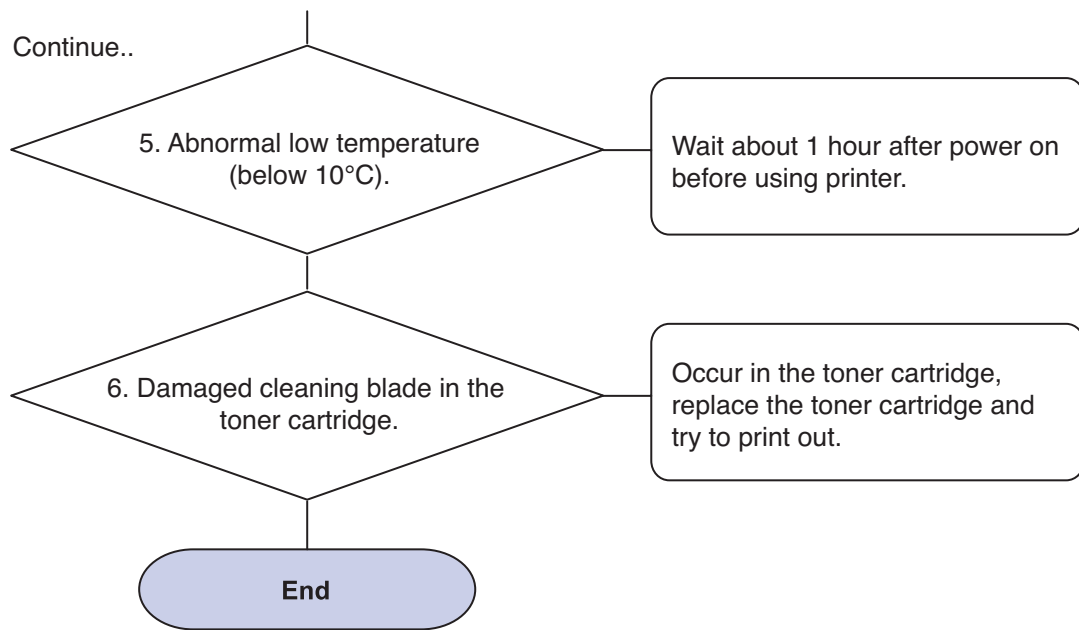 Continue..
5. Abnormal low temperature
(below 10°C).
Wait about 1 hour after power on
before using printer.
6. Damaged cleaning blade in the
toner cartridge.
Occur in the toner cartridge,
replace the toner cartridge and
try to print out.
End